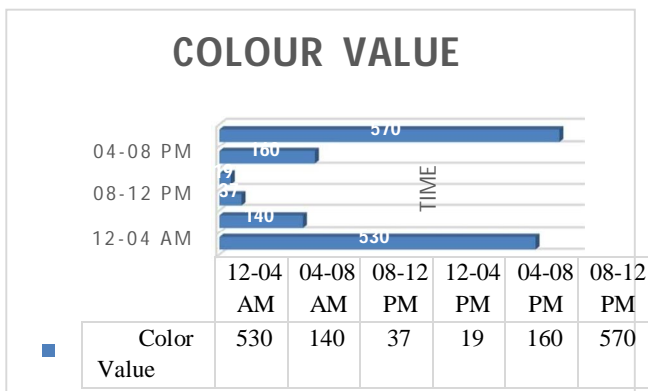 COLOUR VALUE
570
04-08 PM
160
19
08-12 PM
37
TIME
140
12-04 AM
530
12-04 04-08 08-12 12-04 04-08 08-12
AM AM PM PM PM PM
Color 530 140 37 19 160 570
Value